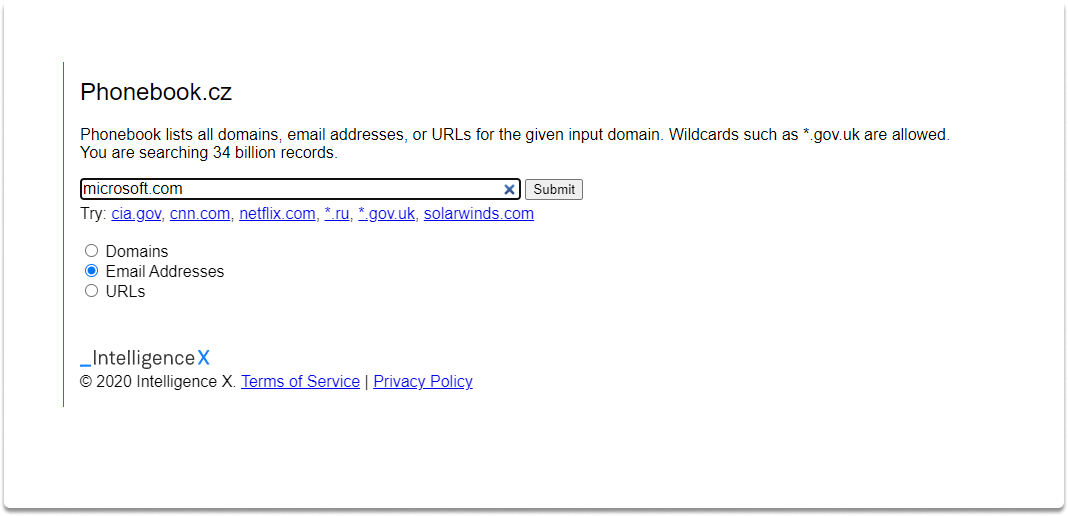 Phonebook.cz
Phonebook lists all domains, email addresses, or URLs for the given input domain. Wildcards such as *.gov.uk are allowed.
You are searching 34 billion records.
microsoft.com
Submit
Try: cia.gov, cnn.com, netflix.com, *.ru, *.gov.uk, solarwinds.com
Domains
Email Addresses
URLs
_IntelligenceX
© 2020 Intelligence X. Terms of Service | Privacy Policy